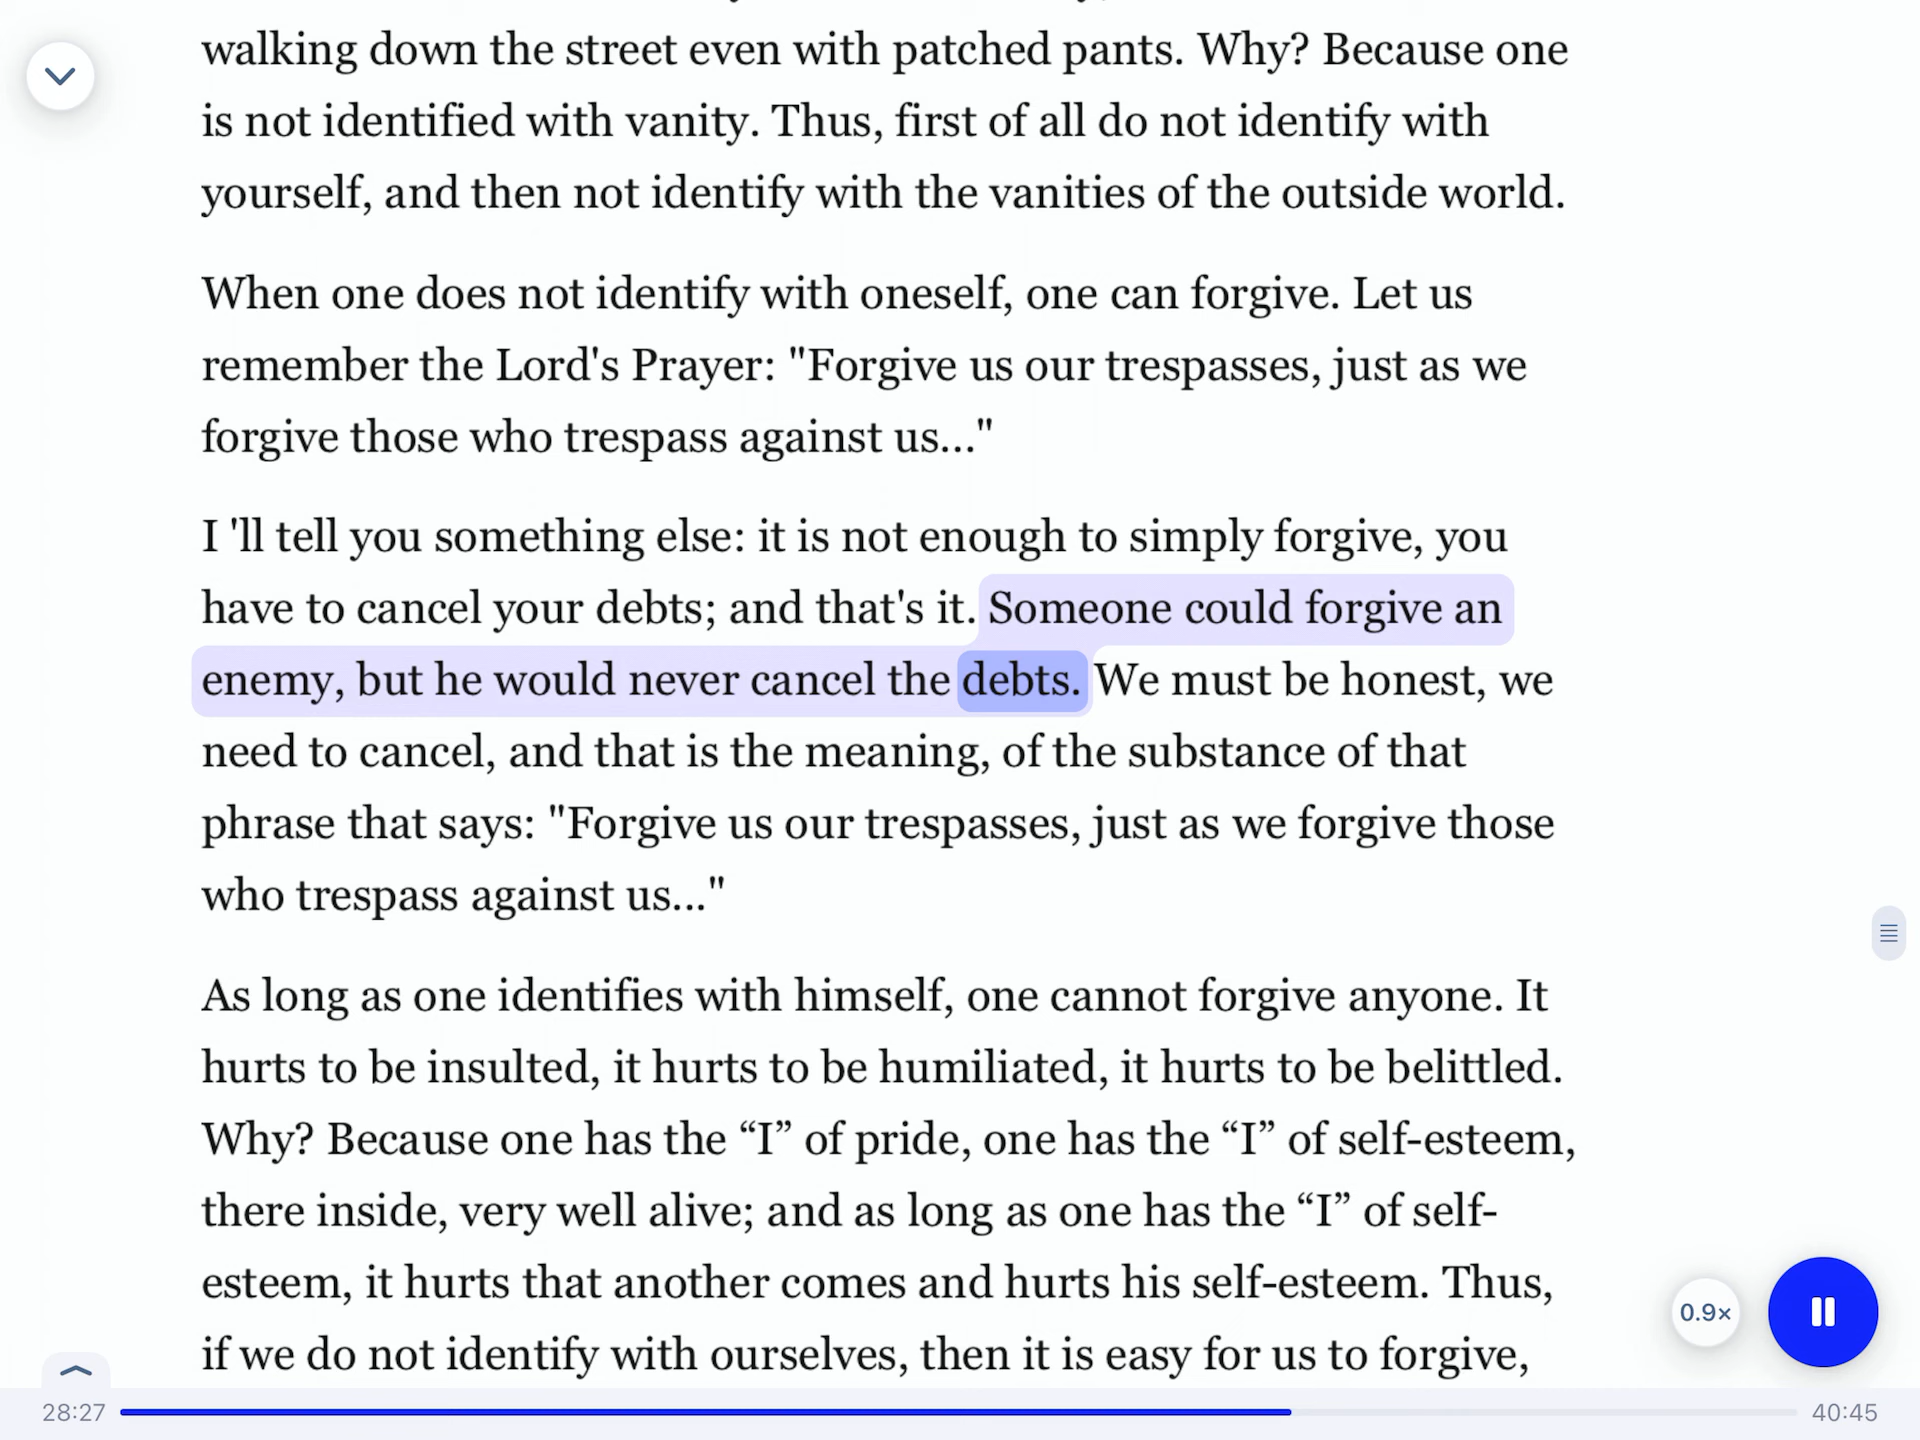 walking down the street even with patched pants. Why? Because one
is not identified with vanity. Thus, first of all do not identify with
yourself, and then not identify with the vanities of the outside world.
When one does not identify with oneself, one can forgive. Let us
remember the Lord's Prayer: "Forgive us our trespasses, just as we
forgive those who trespass against us..."
I 'll tell you something else: it is not enough to simply forgive, you
have to cancel your debts; and that's it. Someone could forgive an
enemy, but he would never cancel the debts. We must be honest, we
need to cancel, and that is the meaning, of the substance of that
phrase that says: "Forgive us our trespasses, just as we forgive those
who trespass against us..."
As long as one identifies with himself, one cannot forgive anyone. It
hurts to be insulted, it hurts to be humiliated, it hurts to be belittled.
Why? Because one has the “I” of pride, one has the “I” of self-esteem,
there inside, very well alive; and as long as one has the “I” of self-
esteem, it hurts that another comes and hurts his self-esteem. Thus,
if we do not identify with ourselves, then it is easy for us to forgive,
0.9×
28:27
40:45